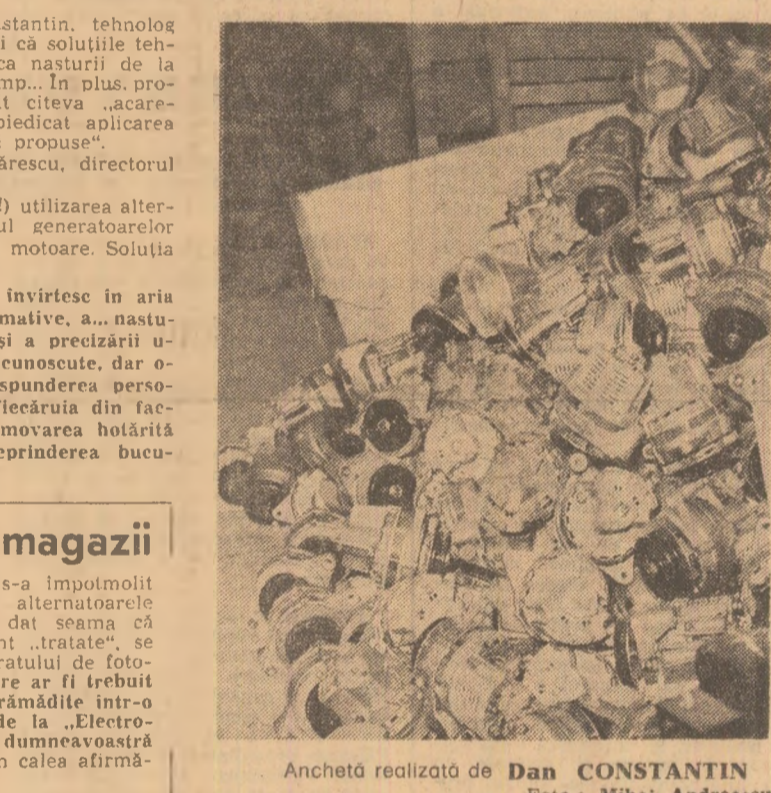 stantin, tehnolog
i că soluțiile teh-
ca nasturii de la
mp... În plus, pro-
t citeva „acare-
piedicat aplicarea
propuse“.
ărescu, directorul
!) utilizarea alter-
ul generatoarelor
motoare. Soluția
învirtesc în aria
mative, a... nastu-
și a precizării u-
cunoscute, dar o-
spunderea perso-
fiecăruia din fac-
movarea hotărită
eprinderea bucu-
magazii
s-a împotmolit
alternatoarele
dat seama că
nt „tratate“, se
ratului de foto-
re ar fi trebuit
rămădite într-o
de la „Electro-
dumneavoastră
n calea afirmă-
Anchetă realizată de Dan CONSTANTIN